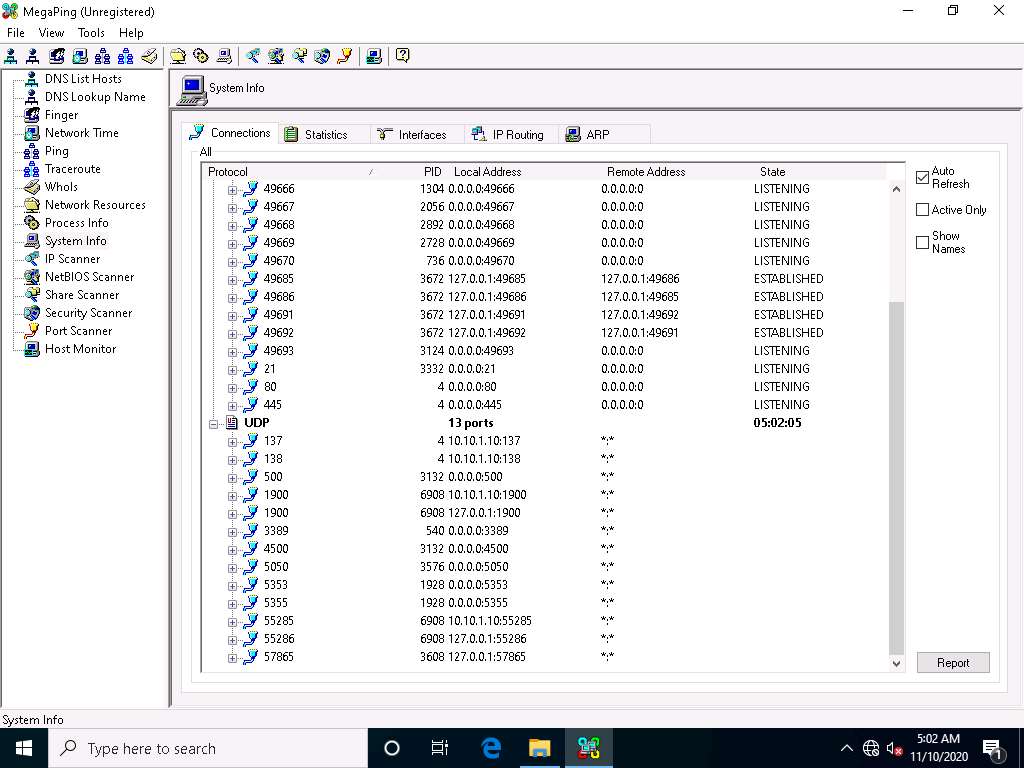 MegaPing (Unregistered)
File View Tools Help
DNS List Hosts
DNS Lookup Name
Finger
Network Time
Ping
Traceroute
WhoIs
Network Resources
Process Info
System Info
IP Scanner
NetBIOS Scanner
Share Scanner
Security Scanner
Port Scanner
Host Monitor
System Info
Connections Statistics Interfaces IP Routing ARP
All
Protocol PID Local Address Remote Address State
49666 1304 0.0.0.0:49666 0.0.0.0:0 LISTENING
49667 2056 0.0.0.0:49667 0.0.0.0:0 LISTENING
49668 2892 0.0.0.0:49668 0.0.0.0:0 LISTENING
49669 2728 0.0.0.0:49669 0.0.0.0:0 LISTENING
49670 736 0.0.0.0:49670 0.0.0.0:0 LISTENING
49685 3672 127.0.0.1:49685 127.0.0.1:49686 ESTABLISHED
49686 3672 127.0.0.1:49686 127.0.0.1:49685 ESTABLISHED
49691 3672 127.0.0.1:49691 127.0.0.1:49692 ESTABLISHED
49692 3672 127.0.0.1:49692 127.0.0.1:49691 ESTABLISHED
49693 3124 0.0.0.0:49693 0.0.0.0:0 LISTENING
21 3332 0.0.0.0:21 0.0.0.0:0 LISTENING
80 4 0.0.0.0:80 0.0.0.0:0 LISTENING
445 4 0.0.0.0:445 0.0.0.0:0 LISTENING
UDP 13 ports 05:02:05
137 4 10.10.1.10:137 *:*
138 4 10.10.1.10:138 *:*
500 3132 0.0.0.0:500 *:*
1900 6908 10.10.1.10:1900 *:*
1900 6908 127.0.0.1:1900 *:*
3389 540 0.0.0.0:3389 *:*
4500 3132 0.0.0.0:4500 *:*
5050 3576 0.0.0.0:5050 *:*
5353 1928 0.0.0.0:5353 *:*
5355 1928 0.0.0.0:5355 *:*
55285 6908 10.10.1.10:55285 *:*
55286 6908 127.0.0.1:55286 *:*
57865 3608 127.0.0.1:57865 *:*
Auto
Refresh
Active Only
Show
Names
Report
System Info
Type here to search
5:02 AM
11/10/2020
1